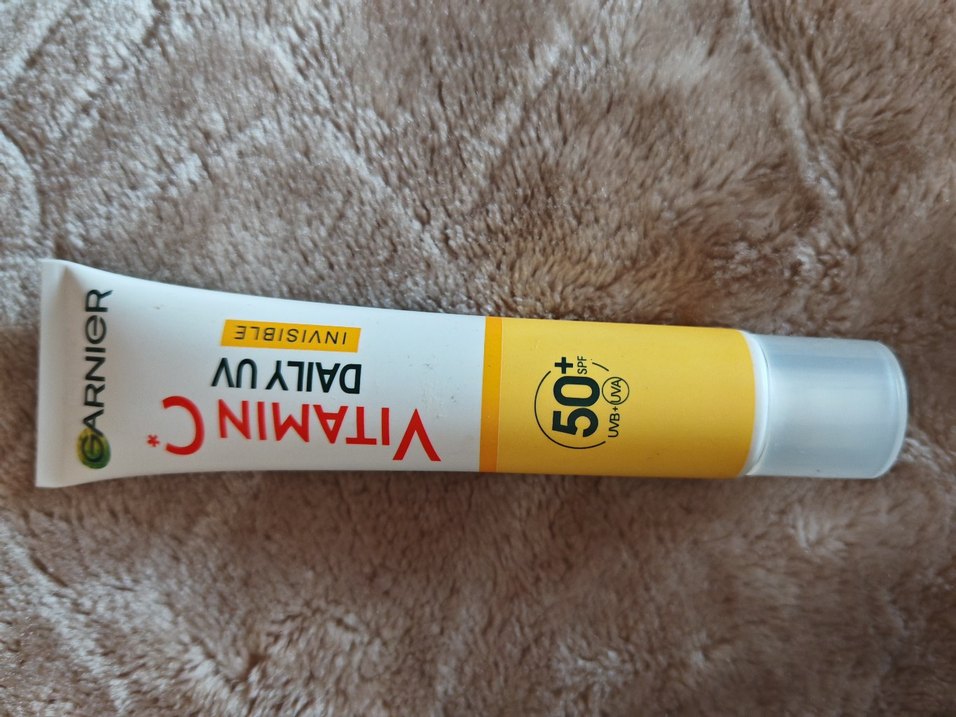 GARNIER
VITAMIN C*
DAILY UV
INVISIBLE
50+
SPF
UVB+ UVA